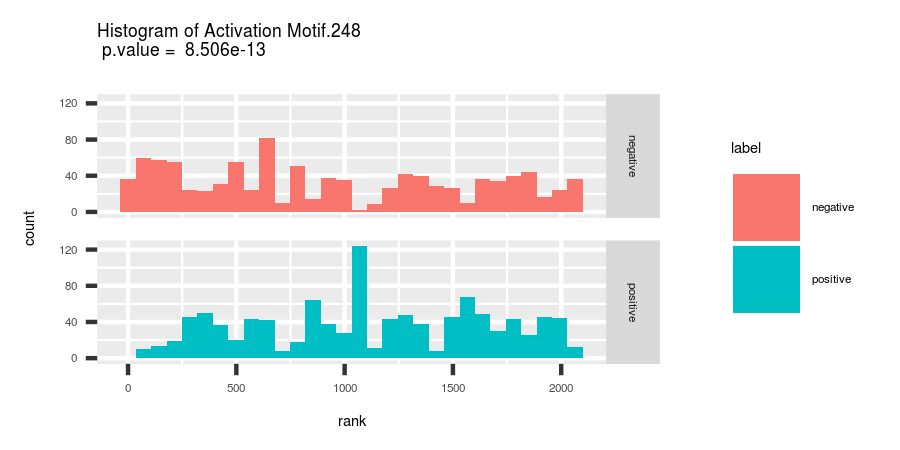 Histogram of Activation Motif.248
p.value = 8.506e-13
120
80
40
0
negative
120
80
40
0
positive
0 500 1000 1500 2000
rank
count
label
negative
positive